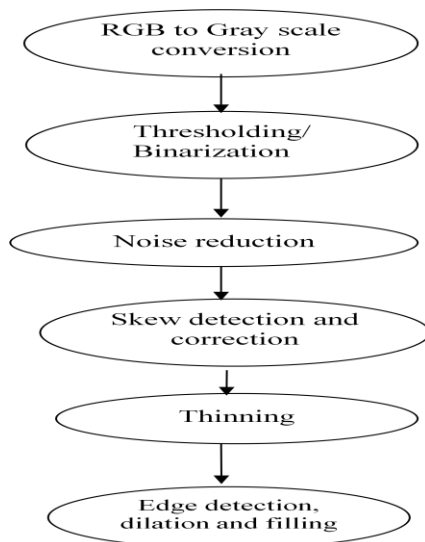 RGB to Gray scale
conversion
Thresholding/
Binarization
Noise reduction
Skew detection and
correction
Thinning
Edge detection,
dilation and filling